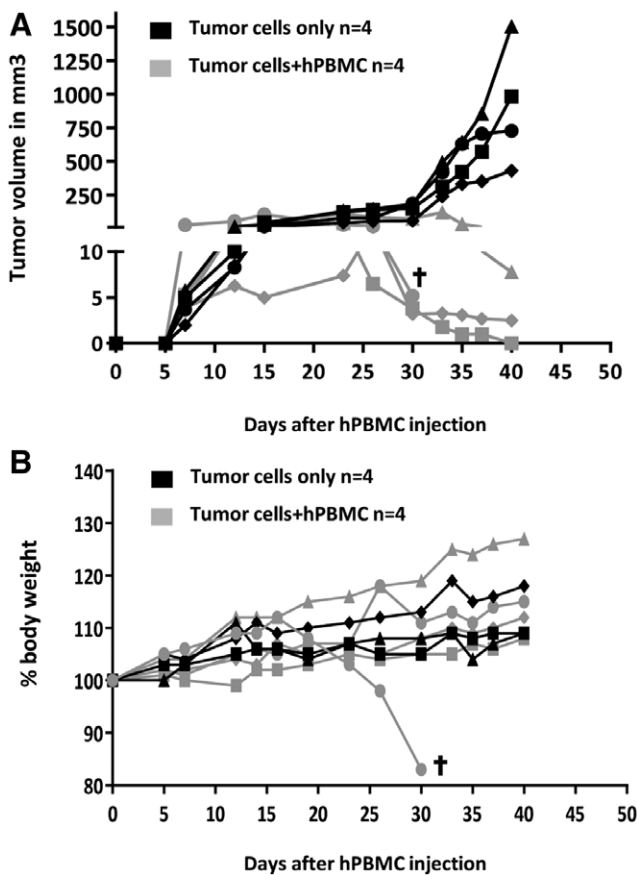 A
Tumor cells only n=4
Tumor cells+hPBMC n=4
Tumor volume in mm3
1500
1250
1000
750
500
250
10
5
0
†
0 5 10 15 20 25 30 35 40 45 50
Days after hPBMC injection
B
Tumor cells only n=4
Tumor cells+hPBMC n=4
% body weight
140
130
120
110
100
90
80
†
0 5 10 15 20 25 30 35 40 45 50
Days after hPBMC injection